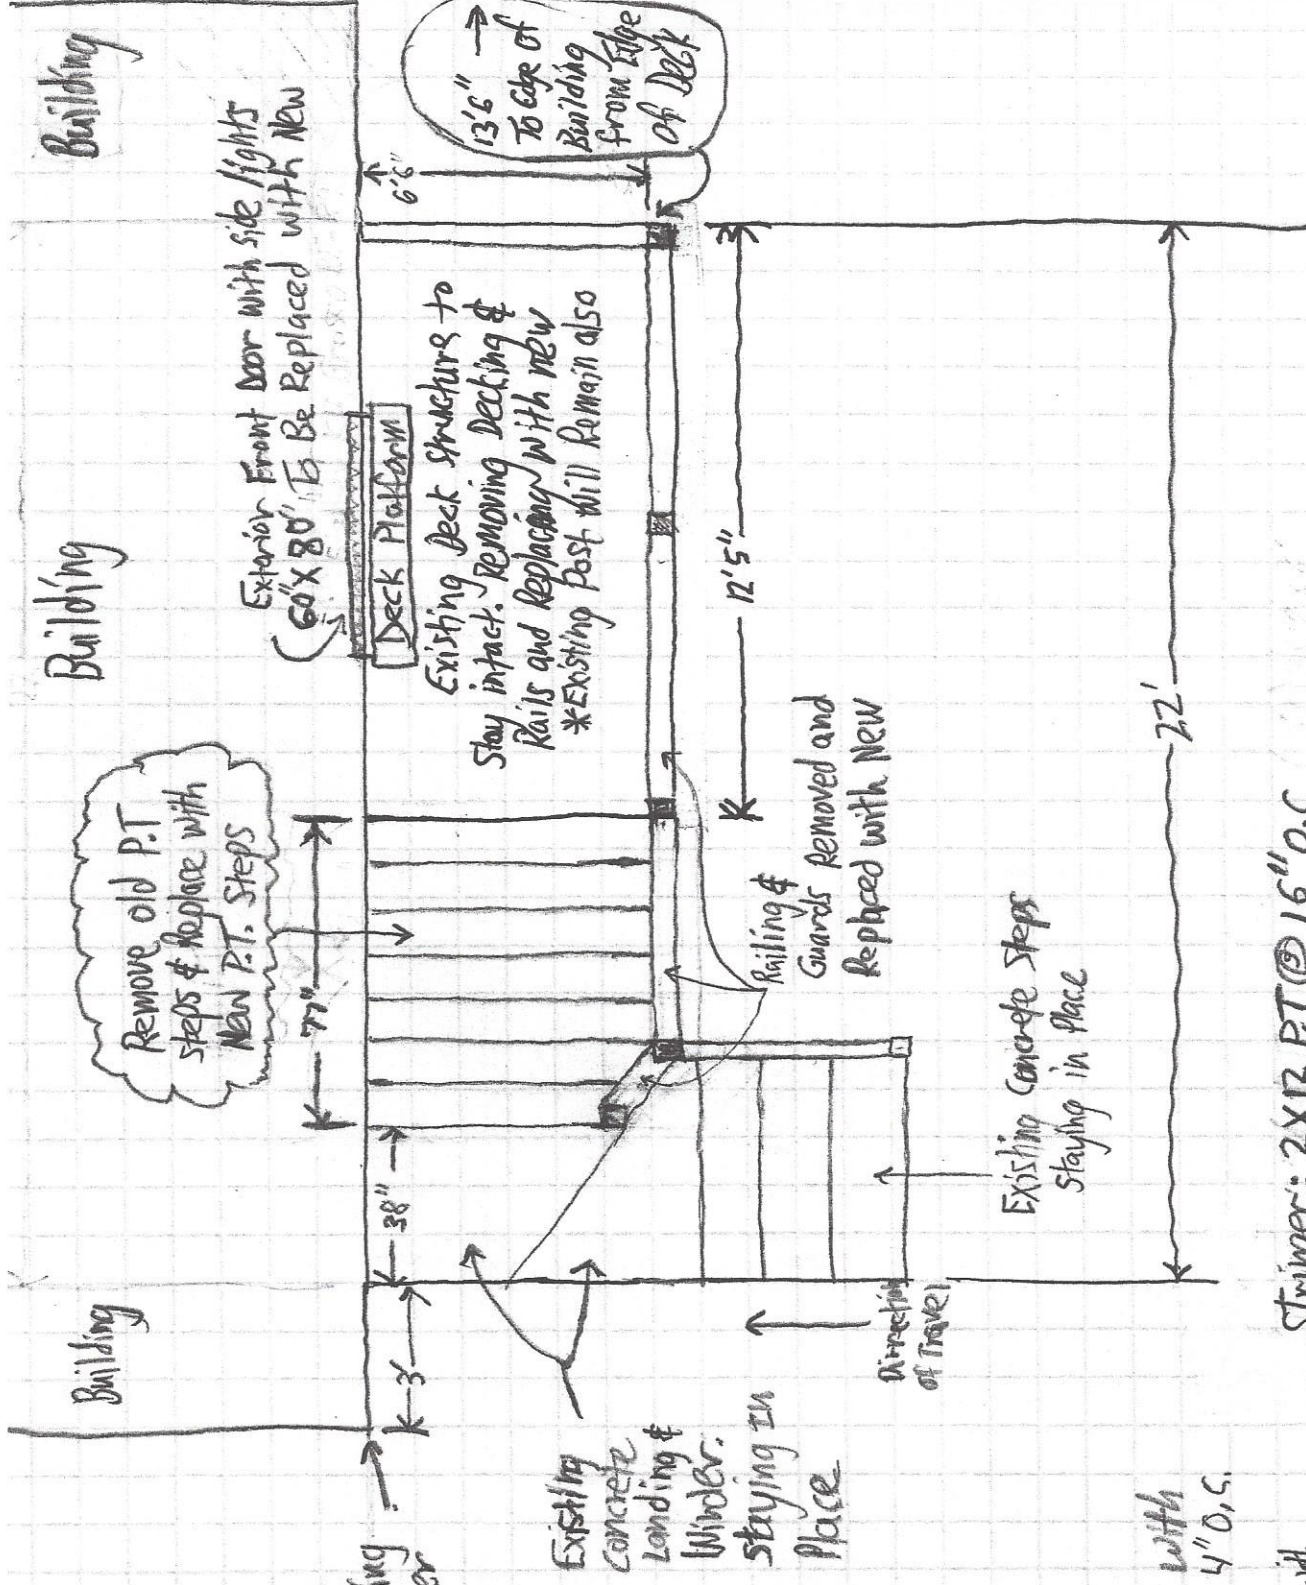 Building
Building
Building
Exterior Front Door with side lights
60"X80" To Be Replaced with New
13'6" →
To Edge of
Building
from Edge
of Deck
6'6"
Remove old P.T
steps & Replace with
New P.T. Steps
77"
38"
3'
Deck Platform
Existing Deck structure to
Stay intact. Removing Decking &
Rails and Replacing with new
*Existing Post will Remain also
12'5"
Railing &
Guards Removed and
Replaced with New
Existing
Concrete
Landing &
Winder.
Staying In
Place
Direction
of Travel
Existing Concrete Steps
Staying in Place
22'
with
4" O.C.
Stringer: 2X12 P.T @ 16" O.C